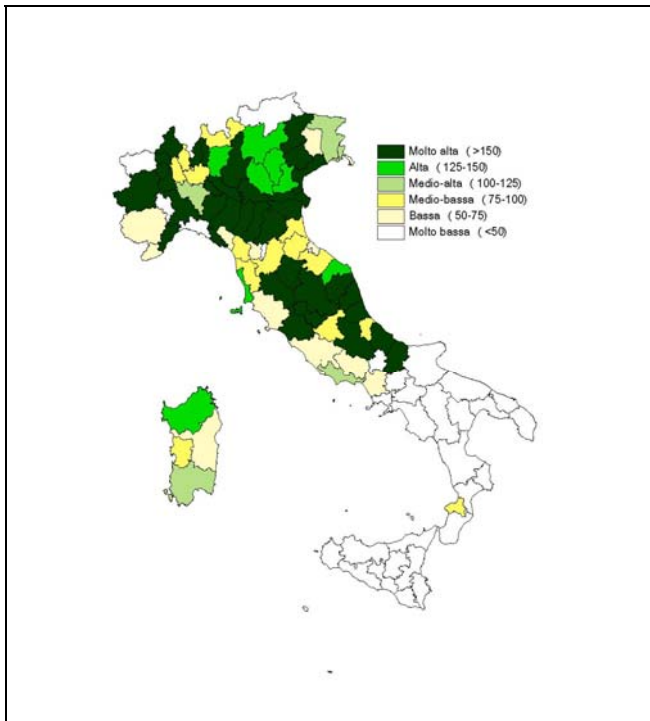 Molto alta (>150)
Alta (125-150)
Medio-alta (100-125)
Medio-bassa (75-100)
Bassa (50-75)
Molto bassa (<50)